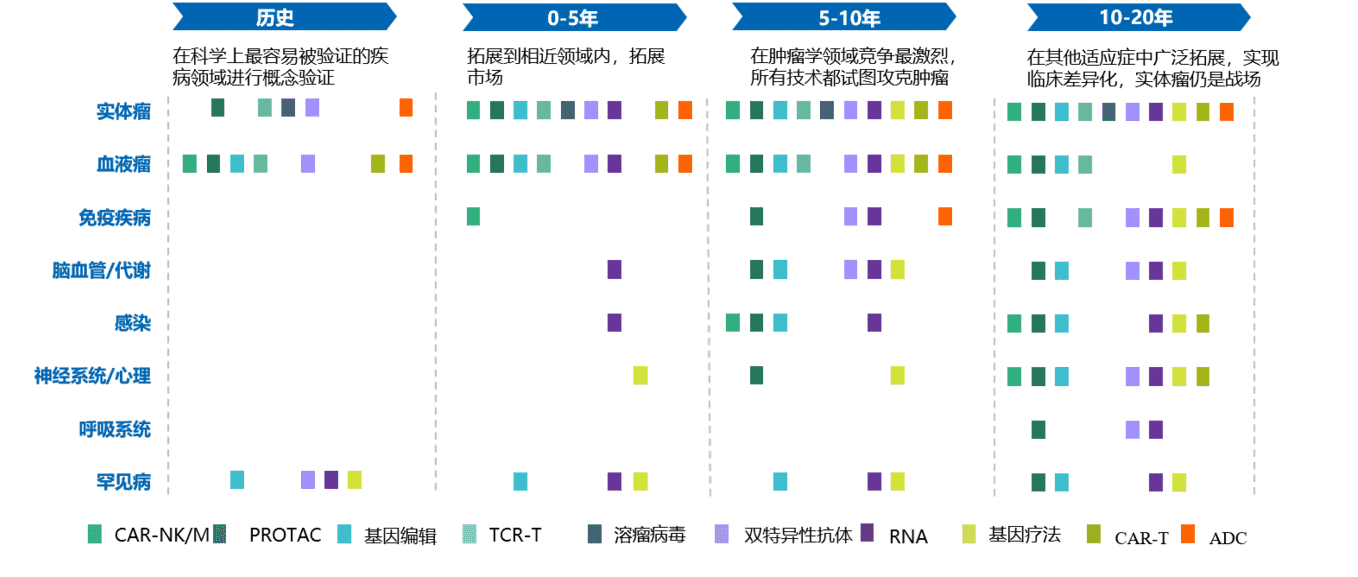 历史
0-5年
5-10年
10-20年
在科学上最容易被验证的疾
病领域进行概念验证
拓展到相近领域内，拓展
市场
在肿瘤学领域竞争最激烈，
所有技术都试图攻克肿瘤
在其他适应症中广泛拓展，实现
临床差异化，实体瘤仍是战场
实体瘤
血液瘤
免疫疾病
脑血管/代谢
感染
神经系统/心理
呼吸系统
罕见病
CAR-NK/M
PROTAC
基因编辑
TCR-T
溶瘤病毒
双特异性抗体
RNA
基因疗法
CAR-T
ADC